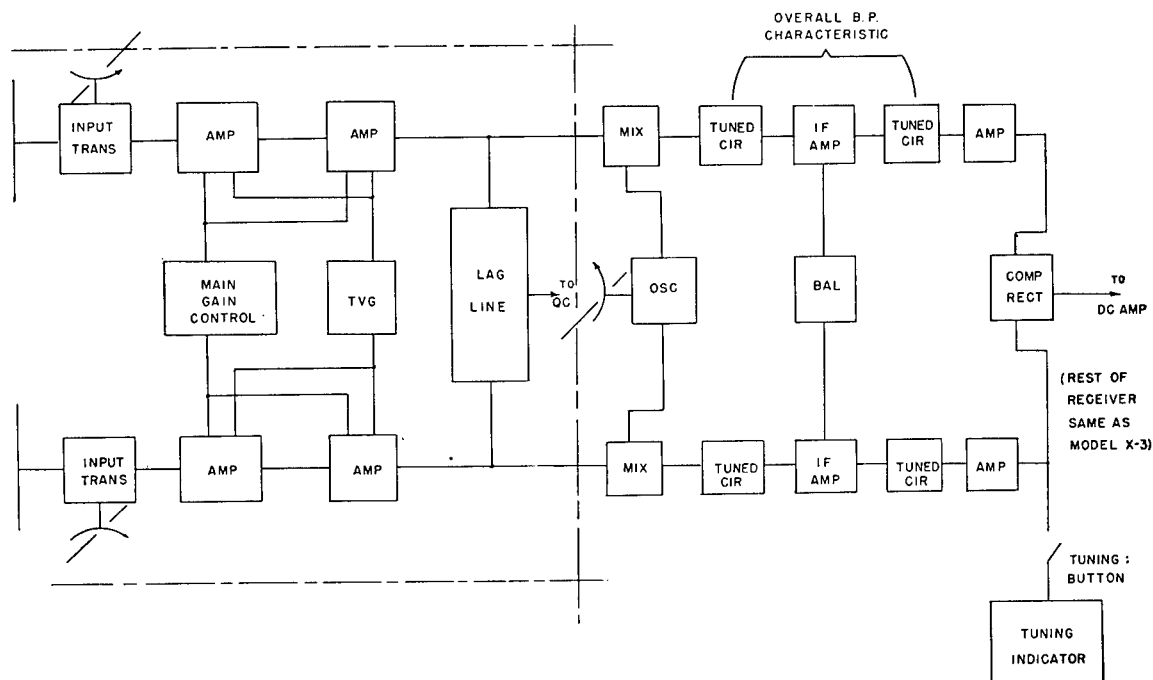 OVERALL B.P.
CHARACTERISTIC
INPUT
TRANS
AMP
AMP
MIX
TUNED
CIR
IF
AMP
TUNED
CIR
AMP
MAIN
GAIN
CONTROL
TVG
LAG
LINE
TO
QC
OSC
BAL
COMP
RECT
TO
DC AMP
(REST OF
RECEIVER
SAME AS
MODEL X-3)
INPUT
TRANS
AMP
AMP
MIX
TUNED
CIR
IF
AMP
TUNED
CIR
AMP
TUNING :
BUTTON
TUNING
INDICATOR